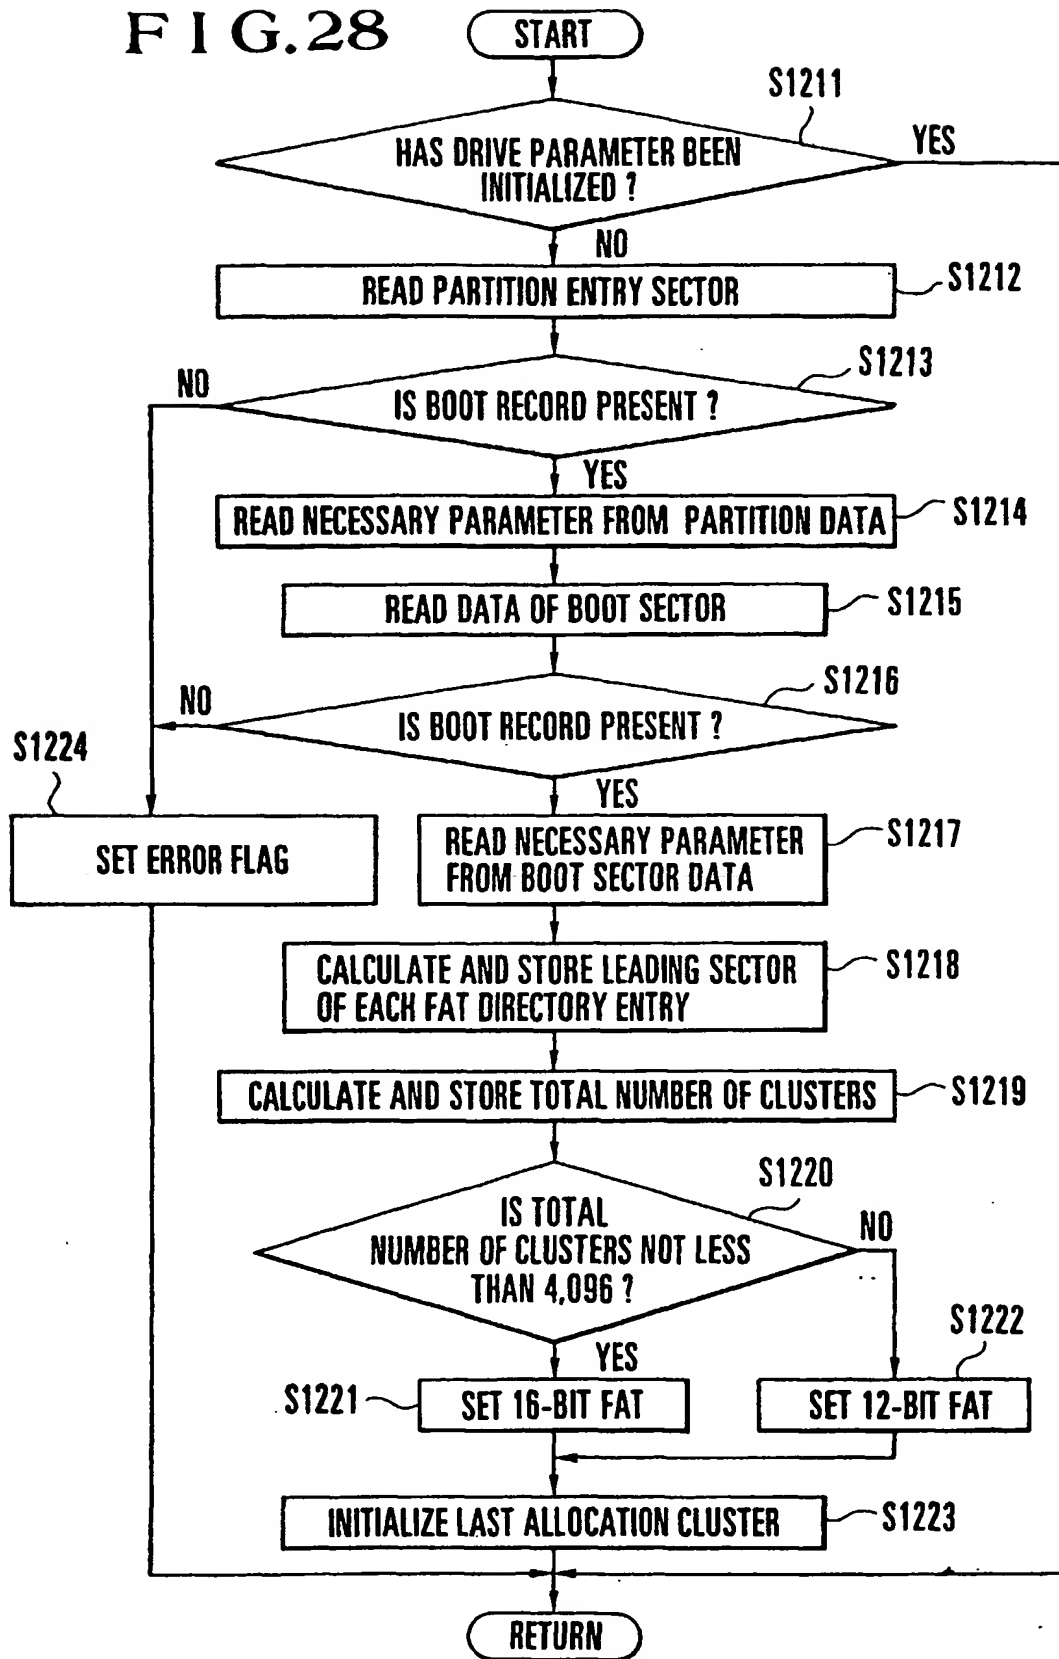 FIG.28
START
S1211
HAS DRIVE PARAMETER BEEN
INITIALIZED ?
YES
NO
READ PARTITION ENTRY SECTOR
S1212
S1213
NO
IS BOOT RECORD PRESENT ?
YES
READ NECESSARY PARAMETER FROM PARTITION DATA
S1214
READ DATA OF BOOT SECTOR
S1215
S1216
NO
IS BOOT RECORD PRESENT ?
S1224
YES
SET ERROR FLAG
READ NECESSARY PARAMETER
FROM BOOT SECTOR DATA
S1217
CALCULATE AND STORE LEADING SECTOR
OF EACH FAT DIRECTORY ENTRY
S1218
CALCULATE AND STORE TOTAL NUMBER OF CLUSTERS
S1219
S1220
IS TOTAL
NUMBER OF CLUSTERS NOT LESS
THAN 4,096 ?
NO
YES
S1222
S1221
SET 16-BIT FAT
SET 12-BIT FAT
INITIALIZE LAST ALLOCATION CLUSTER
S1223
RETURN